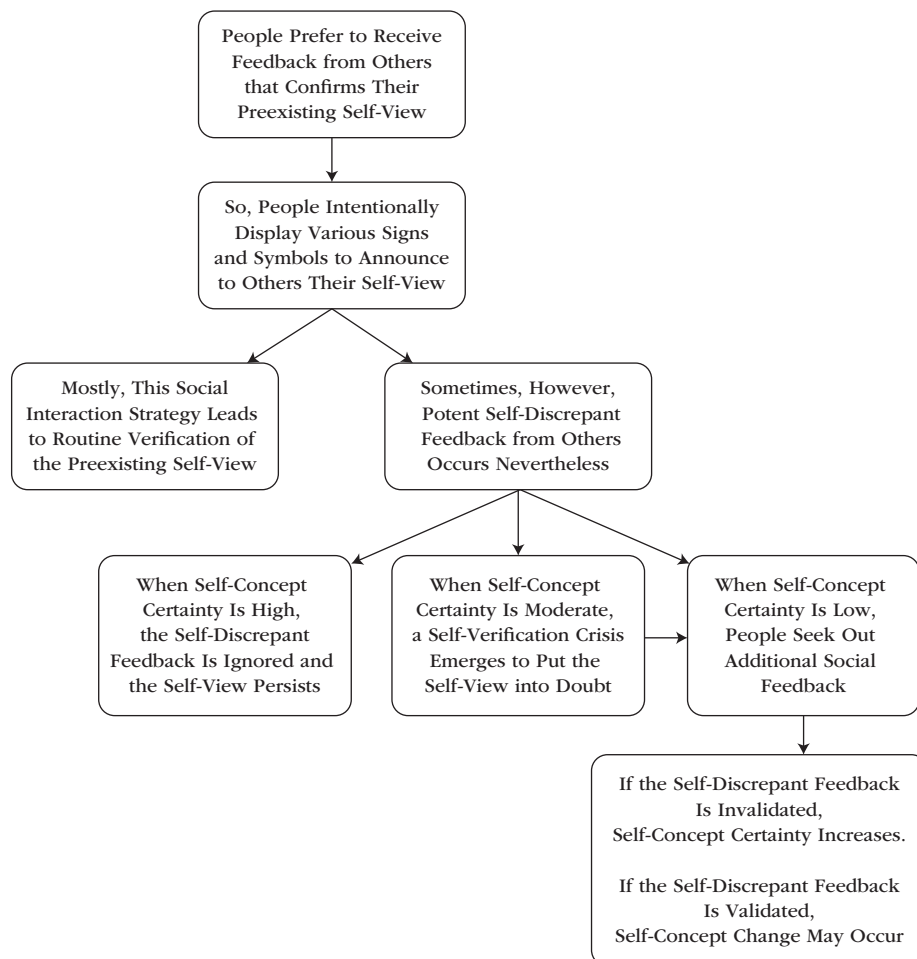 People Prefer to Receive
Feedback from Others
that Confirms Their
Preexisting Self-View
So, People Intentionally
Display Various Signs
and Symbols to Announce
to Others Their Self-View
Mostly, This Social
Interaction Strategy Leads
to Routine Verification of
the Preexisting Self-View
Sometimes, However,
Potent Self-Discrepant
Feedback from Others
Occurs Nevertheless
When Self-Concept
Certainty Is High,
the Self-Discrepant
Feedback Is Ignored and
the Self-View Persists
When Self-Concept
Certainty Is Moderate,
a Self-Verification Crisis
Emerges to Put the
Self-View into Doubt
When Self-Concept
Certainty Is Low,
People Seek Out
Additional Social
Feedback
If the Self-Discrepant Feedback
Is Invalidated,
Self-Concept Certainty Increases.
If the Self-Discrepant Feedback
Is Validated,
Self-Concept Change May Occur